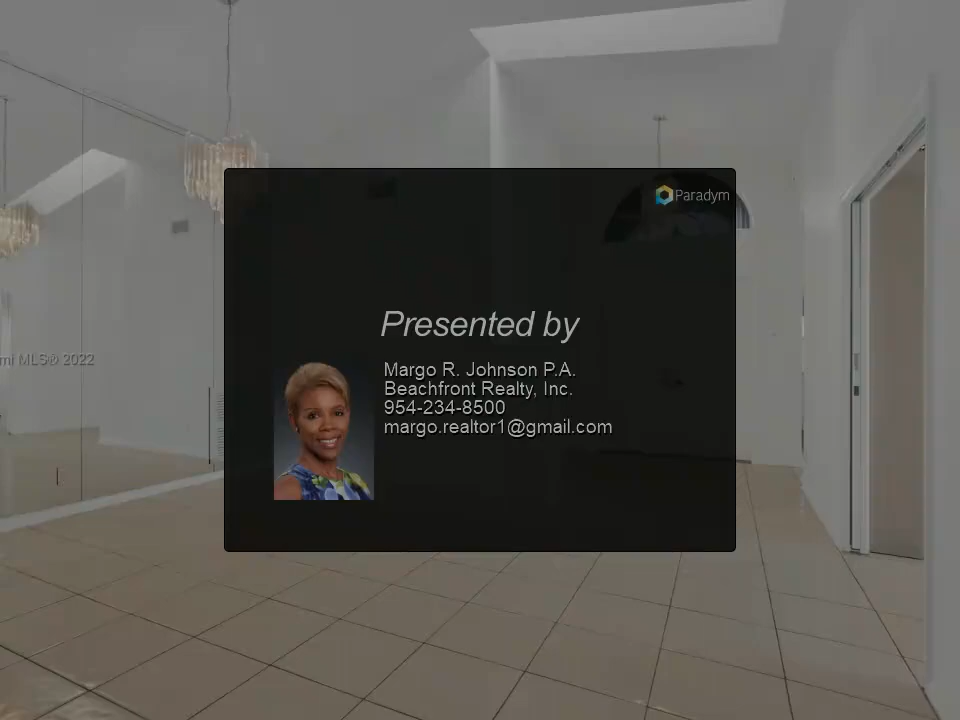 Paradym
Presented by
mi MLS® 2022
Margo R. Johnson P.A.
Beachfront Realty, Inc.
954-234-8500
margo.realtor1@gmail.com